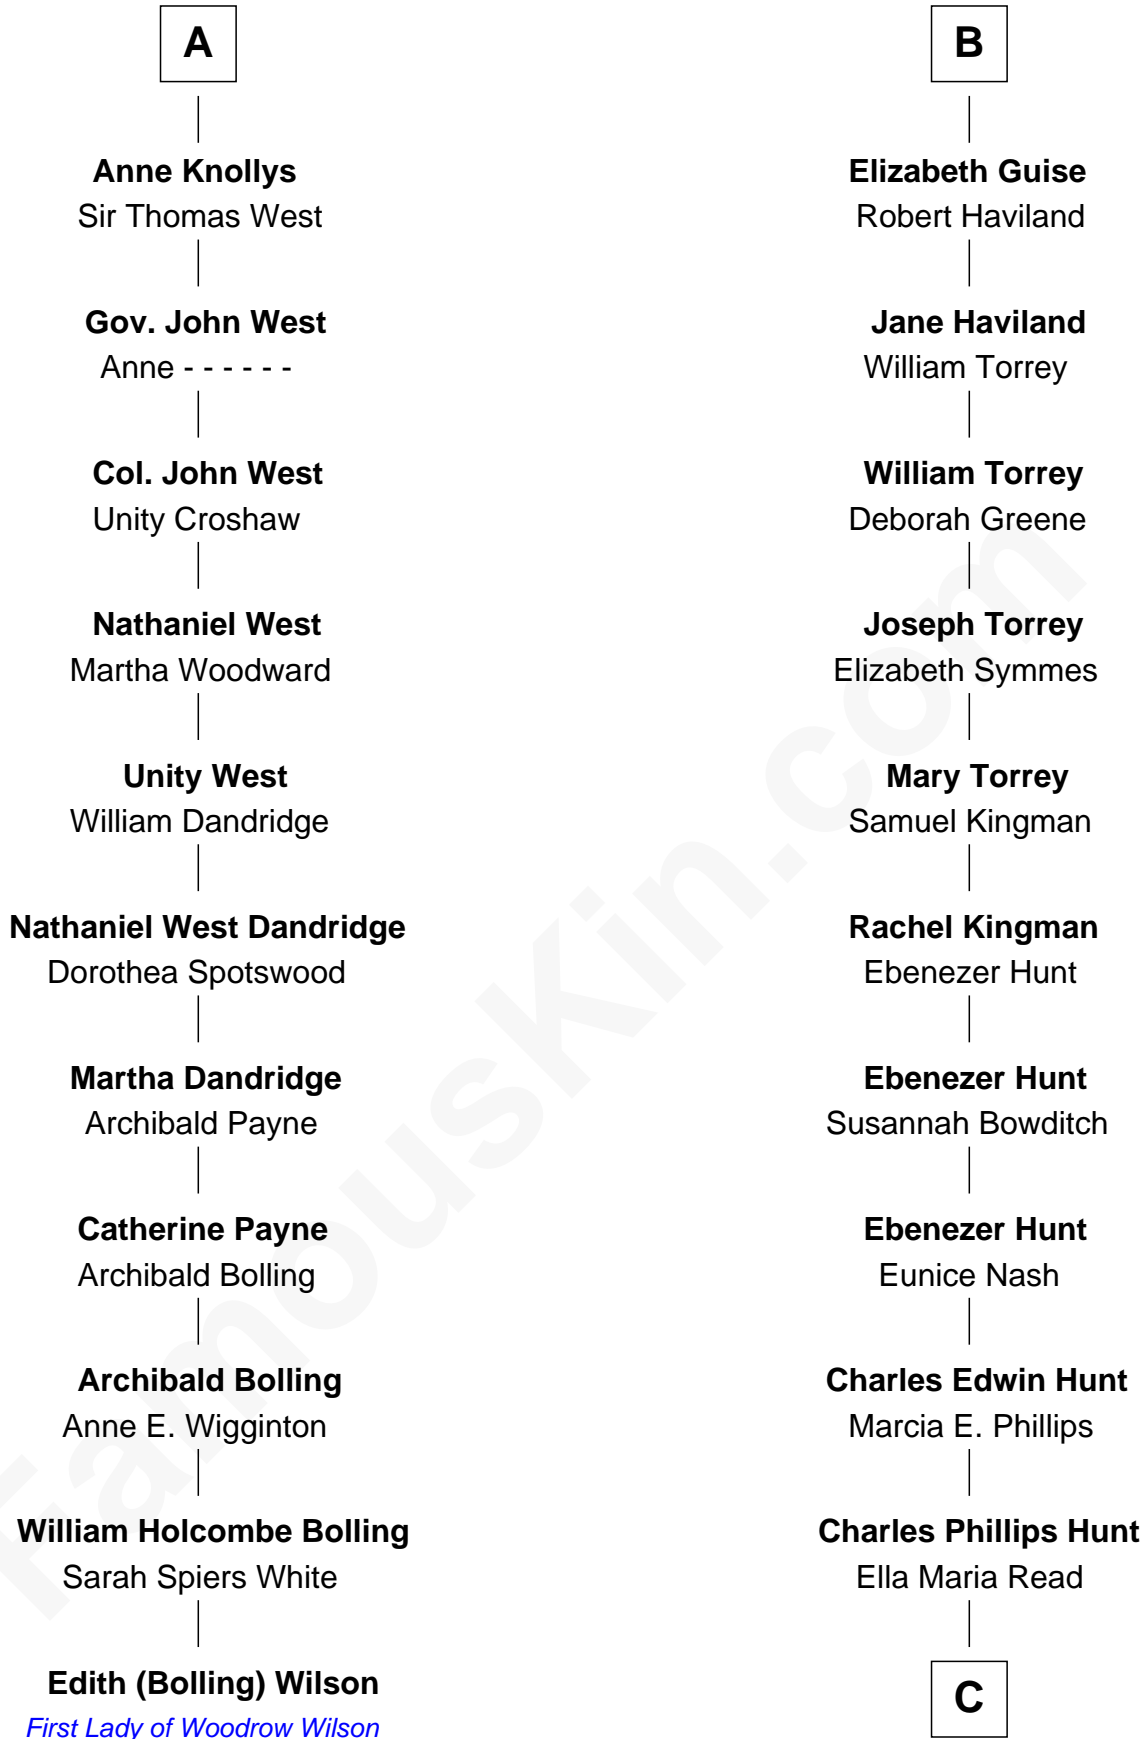 A
Anne Knollys
Sir Thomas West
Gov. John West
Anne - - - - - -
Col. John West
Unity Croshaw
Nathaniel West
Martha Woodward
Unity West
William Dandridge
Nathaniel West Dandridge
Dorothea Spotswood
Martha Dandridge
Archibald Payne
Catherine Payne
Archibald Bolling
Archibald Bolling
Anne E. Wigginton
William Holcombe Bolling
Sarah Spiers White
Edith (Bolling) Wilson
First Lady of Woodrow Wilson
B
Elizabeth Guise
Robert Haviland
Jane Haviland
William Torrey
William Torrey
Deborah Greene
Joseph Torrey
Elizabeth Symmes
Mary Torrey
Samuel Kingman
Rachel Kingman
Ebenezer Hunt
Ebenezer Hunt
Susannah Bowditch
Ebenezer Hunt
Eunice Nash
Charles Edwin Hunt
Marcia E. Phillips
Charles Phillips Hunt
Ella Maria Read
C
FamousKin.com